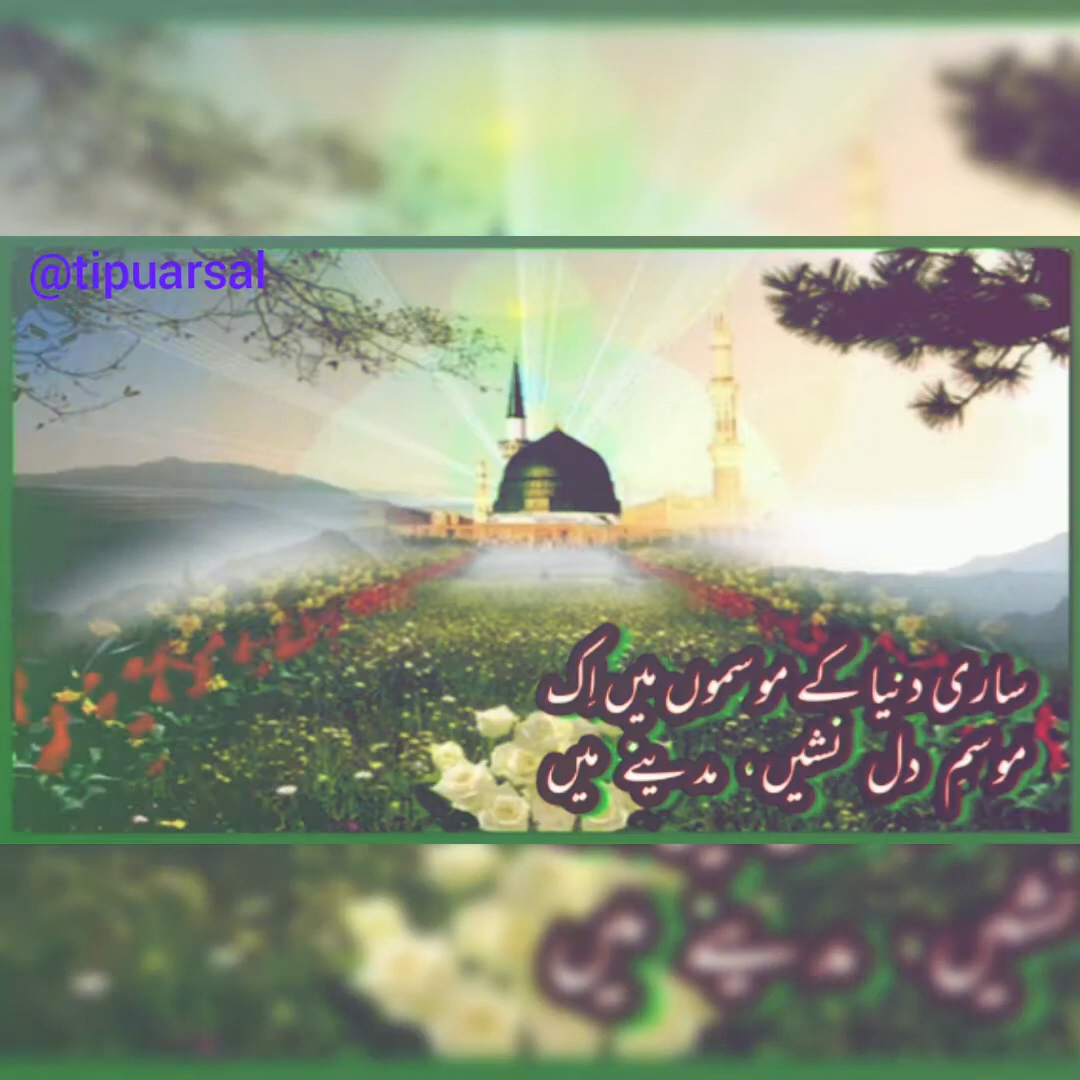 @tipuarsal
ساری دنیا کے موسموں میں اِک
موسمِ دل نشیں، مدینے میں